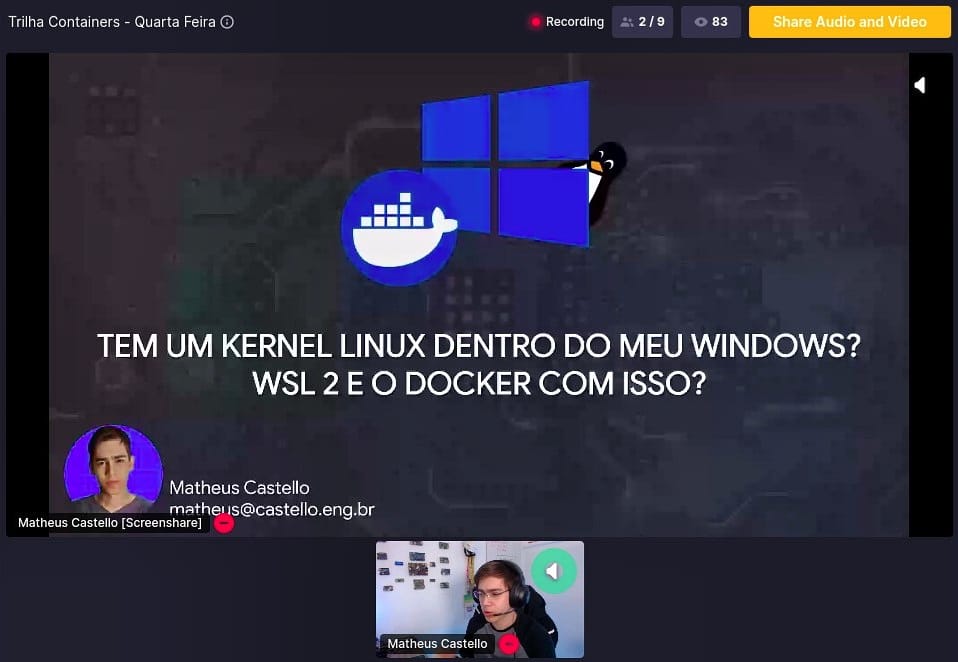 Trilha Containers - Quarta Feira
Recording
2 / 9
83
Share Audio and Video
TEM UM KERNEL LINUX DENTRO DO MEU WINDOWS?
WSL 2 E O DOCKER COM ISSO?
Matheus Castello
matheus@castello.eng.br
Matheus Castello [Screenshare]
Matheus Castello